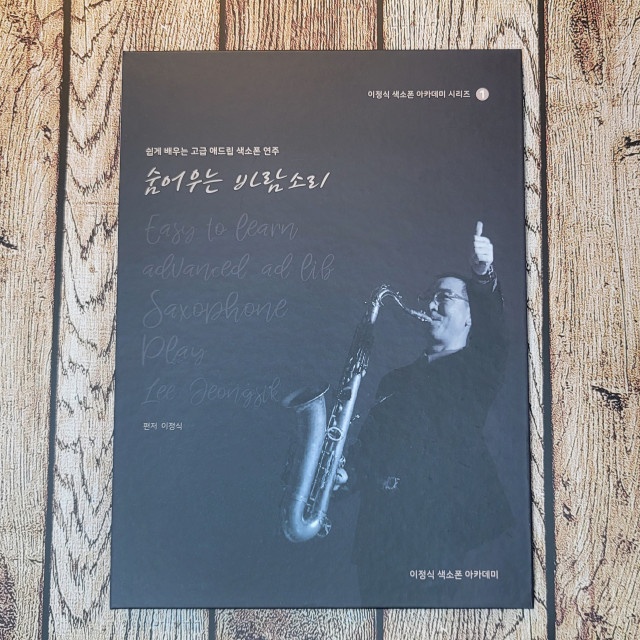 이정식 색소폰 아카데미 시리즈 1
쉽게 배우는 고급 애드립 색소폰 연주
숨어우는 바람소리
Easy to learn
advanced ad lib
Saxophone
Play
Lee Jeongsik
편저 이정식
이정식 색소폰 아카데미